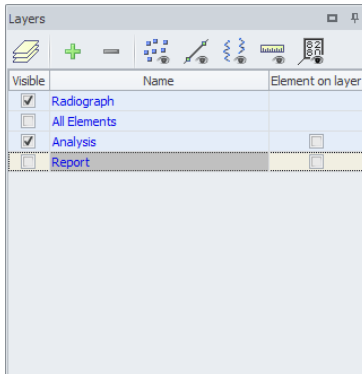 Layers
Visible Name Element on layer
Radiograph
All Elements
Analysis
Report